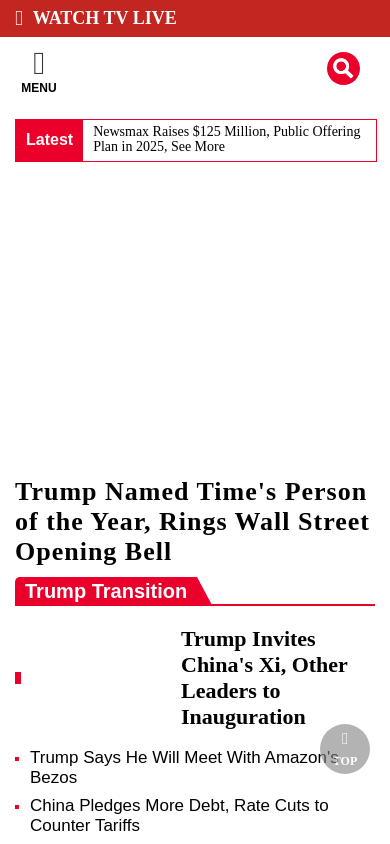 WATCH TV LIVE
MENU
Latest
Newsmax Raises $125 Million, Public Offering
Plan in 2025, See More
Trump Named Time's Person
of the Year, Rings Wall Street
Opening Bell
Trump Transition
Trump Invites
China's Xi, Other
Leaders to
Inauguration
Trump Says He Will Meet With Amazon's
Bezos
TOP
China Pledges More Debt, Rate Cuts to
Counter Tariffs